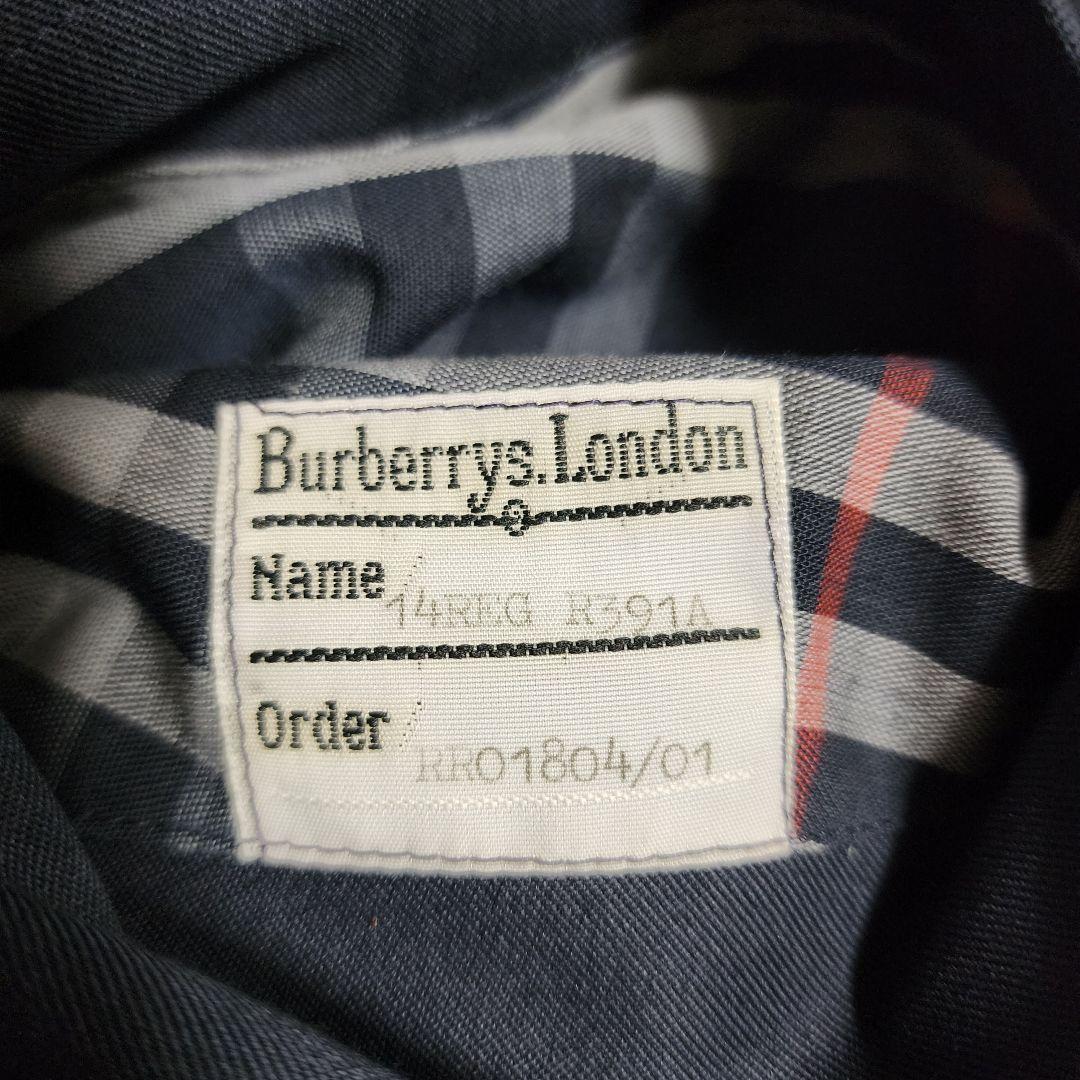 Burberrys.London
Name
14REG R391A
Order
RR01804/01